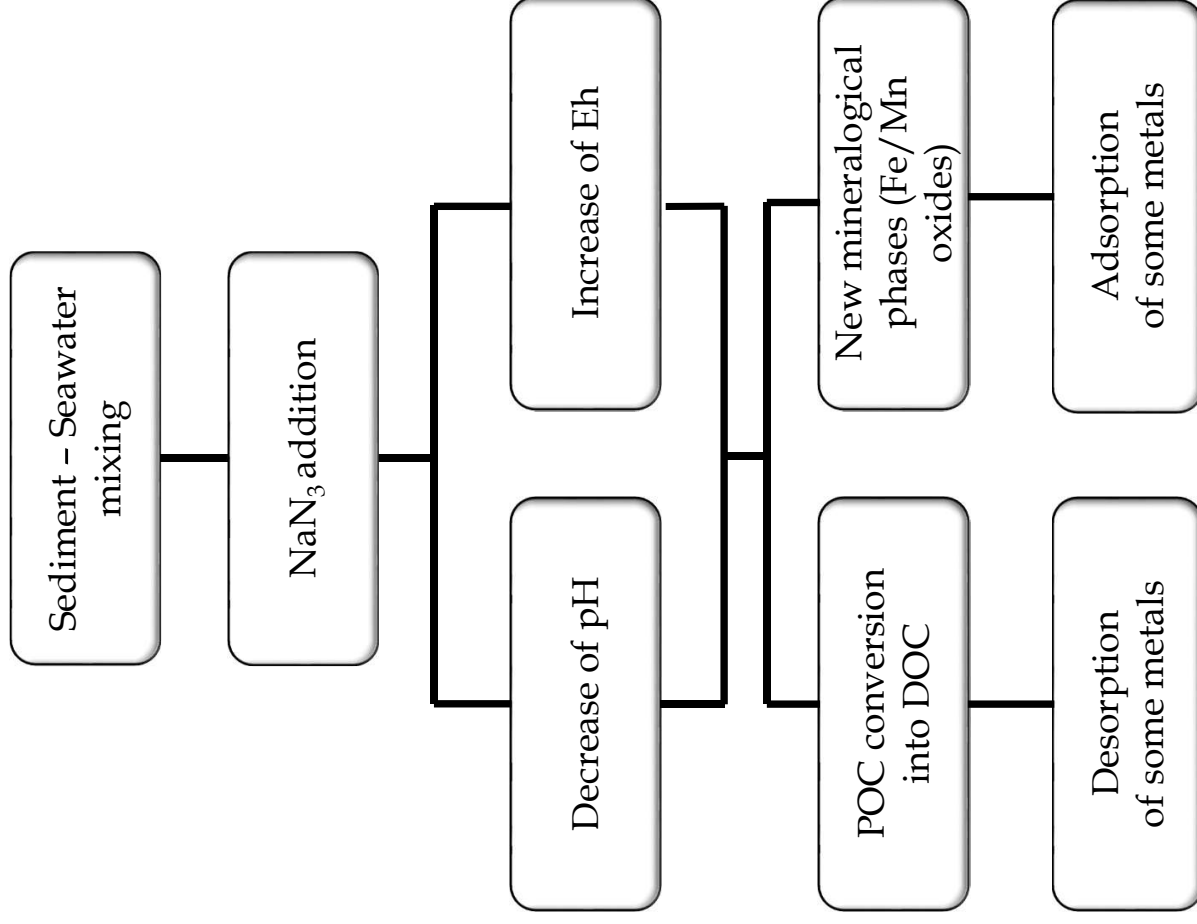 Sediment – Seawater
mixing
NaN₃ addition
Decrease of pH
Increase of Eh
POC conversion
into DOC
New mineralogical
phases (Fe/Mn
oxides)
Desorption
of some metals
Adsorption
of some metals